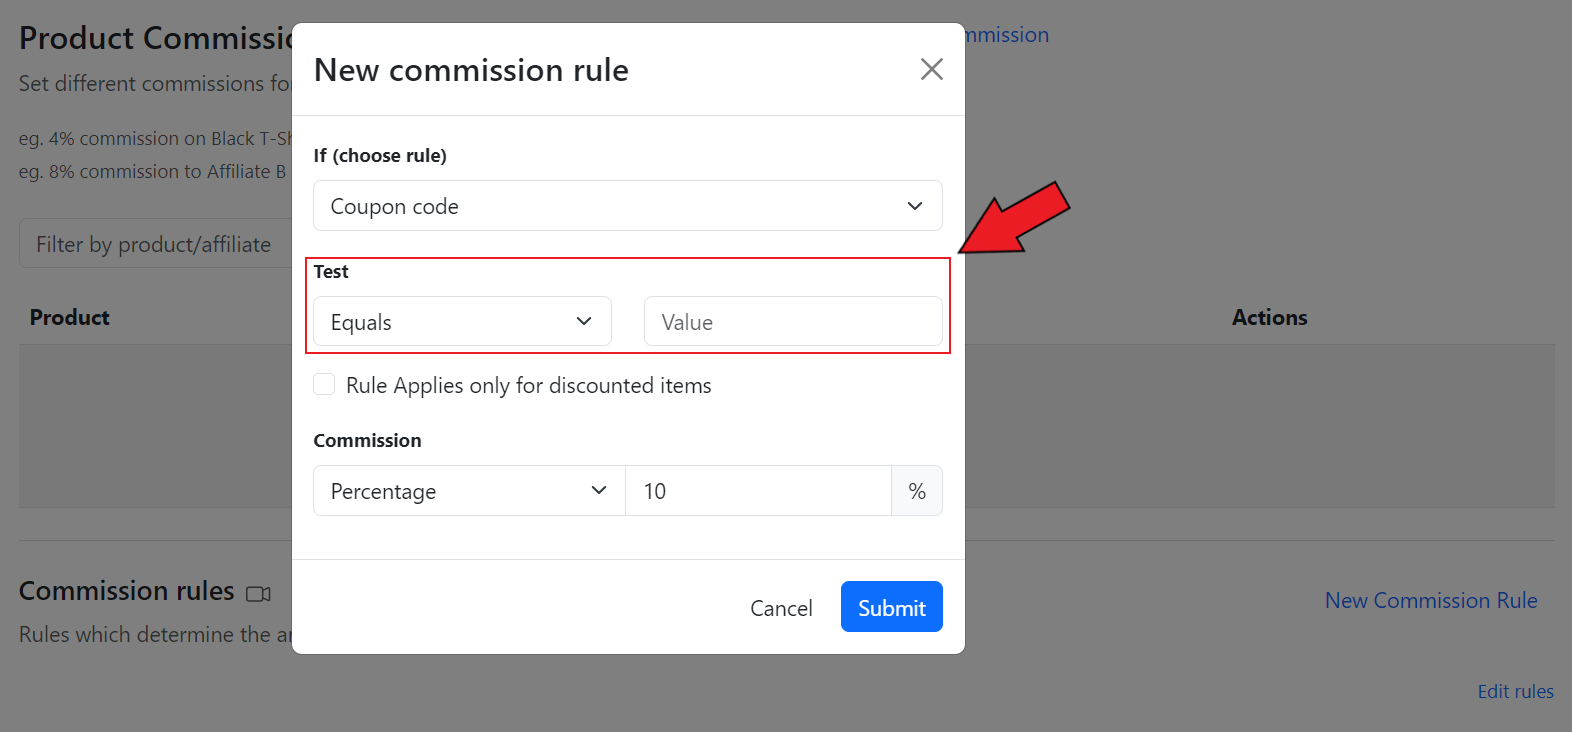 Product Commissio
mmission
Set different commissions fo
eg. 4% commission on Black T-Sh
eg. 8% commission to Affiliate B
Filter by product/affiliate
Product
Actions
New commission rule
If (choose rule)
Coupon code
Test
Equals
Value
Rule Applies only for discounted items
Commission
Percentage
10
%
Cancel
Submit
Commission rules
New Commission Rule
Rules which determine the a
Edit rules